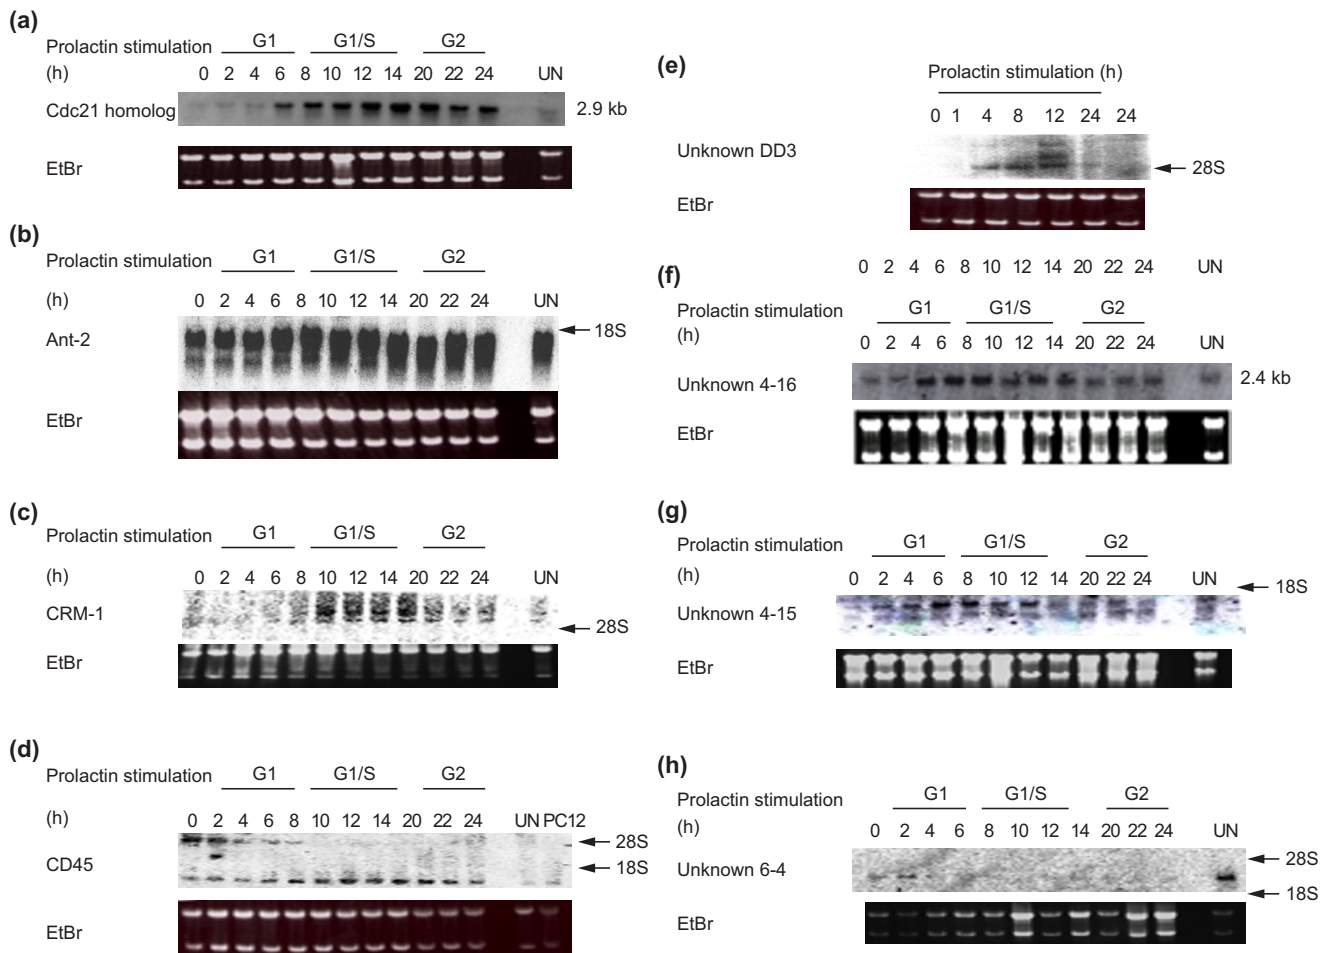 (a)
Prolactin stimulation G1 G1/S G2
(h) 0 2 4 6 8 10 12 14 20 22 24 UN
Cdc21 homolog 2.9 kb
EtBr
(b)
Prolactin stimulation G1 G1/S G2
(h) 0 2 4 6 8 10 12 14 20 22 24 UN
Ant-2 18S
EtBr
(c)
Prolactin stimulation G1 G1/S G2
(h) 0 2 4 6 8 10 12 14 20 22 24 UN
CRM-1 28S
EtBr
(d)
Prolactin stimulation G1 G1/S G2
(h) 0 2 4 6 8 10 12 14 20 22 24 UN PC12
28S
CD45 18S
EtBr
(e)
Prolactin stimulation (h)
0 1 4 8 12 24 24
Unknown DD3 28S
EtBr
0 2 4 6 8 10 12 14 20 22 24 UN
(f)
Prolactin stimulation G1 G1/S G2
(h)
0 2 4 6 8 10 12 14 20 22 24 UN
Unknown 4-16 2.4 kb
EtBr
(g)
Prolactin stimulation G1 G1/S G2
(h) 0 2 4 6 8 10 12 14 20 22 24 UN
18S
Unknown 4-15
EtBr
(h)
Prolactin stimulation G1 G1/S G2
(h) 0 2 4 6 8 10 12 14 20 22 24 UN
28S
Unknown 6-4
18S
EtBr